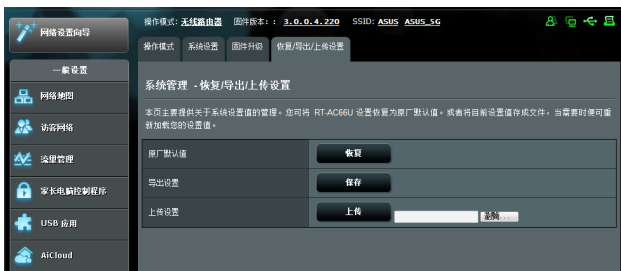 网络设置向导
操作模式: 无线路由器 固件版本: : 3.0.0.4.220 SSID: ASUS ASUS_5G
操作模式 系统设置 固件升级 恢复/导出/上传设置
一般设置
网络地图
访客网络
流量管理
家长电脑控制程序
USB 应用
AiCloud
系统管理 - 恢复/导出/上传设置
本页主要提供关于系统设置值的管理。您可将 RT-AC66U 设置恢复为原厂默认值。或者将目前设置值存成文件，当需要时便可重
新加载您的设置值。
原厂默认值 恢复
导出设置 保存
上传设置 上传 浏览...